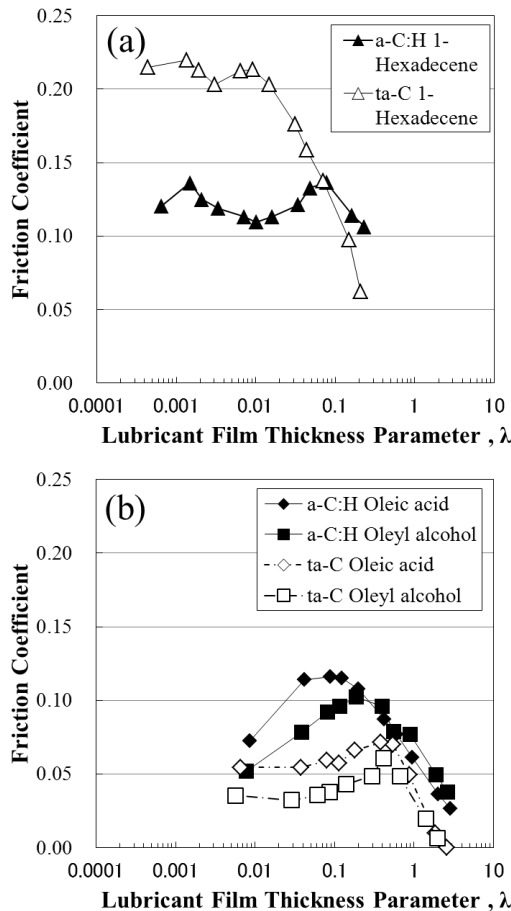 (a)
a-C:H 1-
Hexadecene
ta-C 1-
Hexadecene
0.25
0.20
0.15
0.10
0.05
0.00
Friction Coefficient
0.0001 0.001 0.01 0.1 1 10
Lubricant Film Thickness Parameter , λ
(b)
a-C:H Oleic acid
a-C:H Oleyl alcohol
ta-C Oleic acid
ta-C Oleyl alcohol
0.25
0.20
0.15
0.10
0.05
0.00
Friction Coefficient
0.0001 0.001 0.01 0.1 1 10
Lubricant Film Thickness Parameter , λ